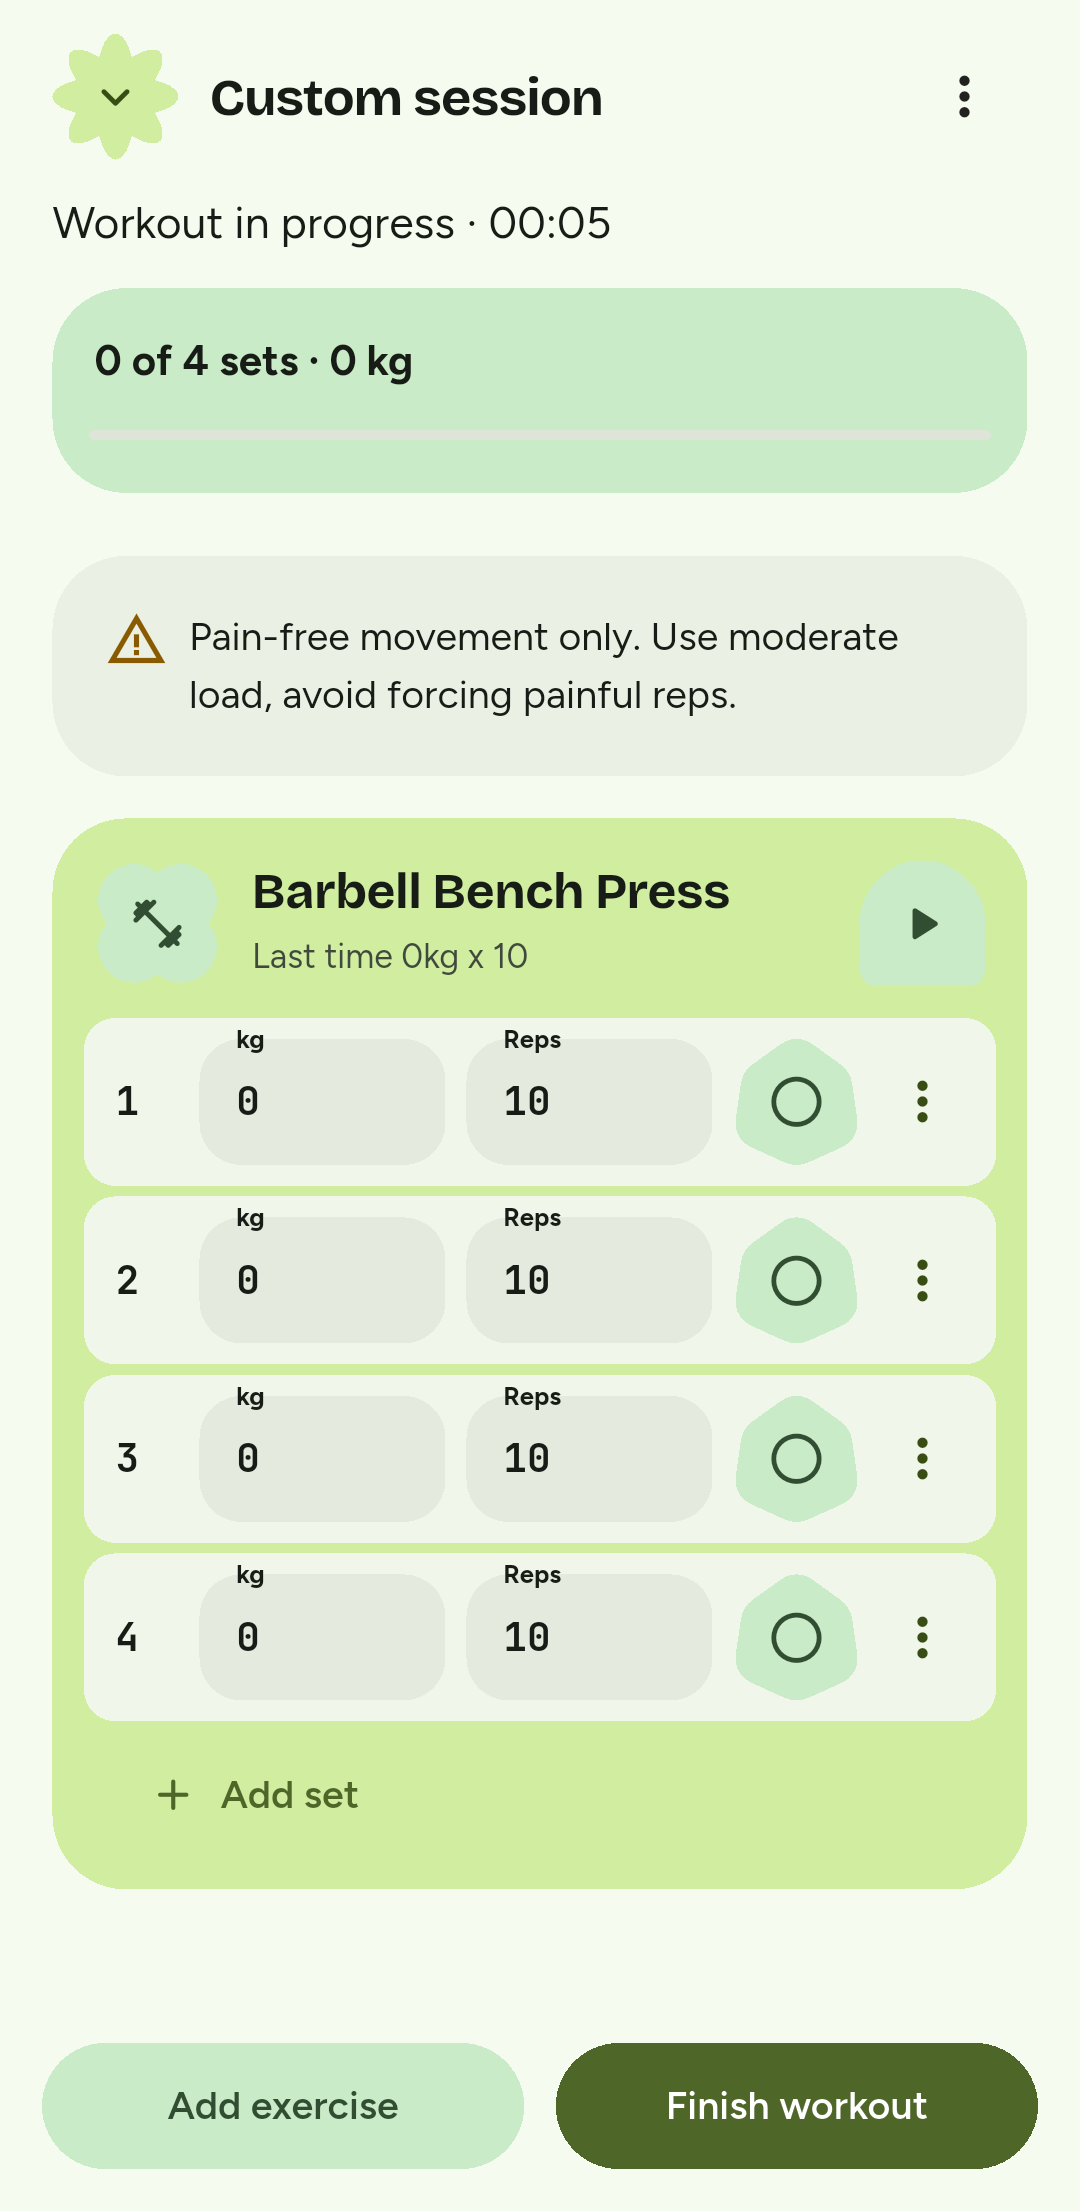 Custom session
Workout in progress · 00:05
0 of 4 sets · 0 kg
Pain-free movement only. Use moderate
load, avoid forcing painful reps.
Barbell Bench Press
Last time 0kg x 10
kg Reps
1 0 10
kg Reps
2 0 10
kg Reps
3 0 10
kg Reps
4 0 10
Add set
Add exercise Finish workout